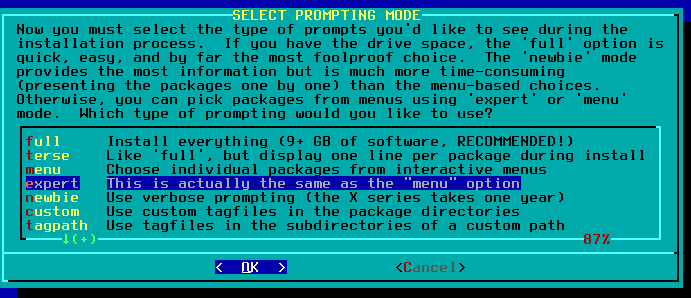 SELECT PROMPTING MODE
Now you must select the type of prompts you'd like to see during the
installation process.  If you have the drive space, the 'full' option is
quick, easy, and by far the most foolproof choice.  The 'newbie' mode
provides the most information but is much more time-consuming
(presenting the packages one by one) than the menu-based choices.
Otherwise, you can pick packages from menus using 'expert' or 'menu'
mode.  Which type of prompting would you like to use?
full     Install everything (9+ GB of software, RECOMMENDED!)
terse    Like 'full', but display one line per package during install
menu     Choose individual packages from interactive menus
expert   This is actually the same as the "menu" option
newbie   Use verbose prompting (the X series takes one year)
custom   Use custom tagfiles in the package directories
tagpath  Use tagfiles in the subdirectories of a custom path
↓(+) 87%
<  OK  > <Cancel>